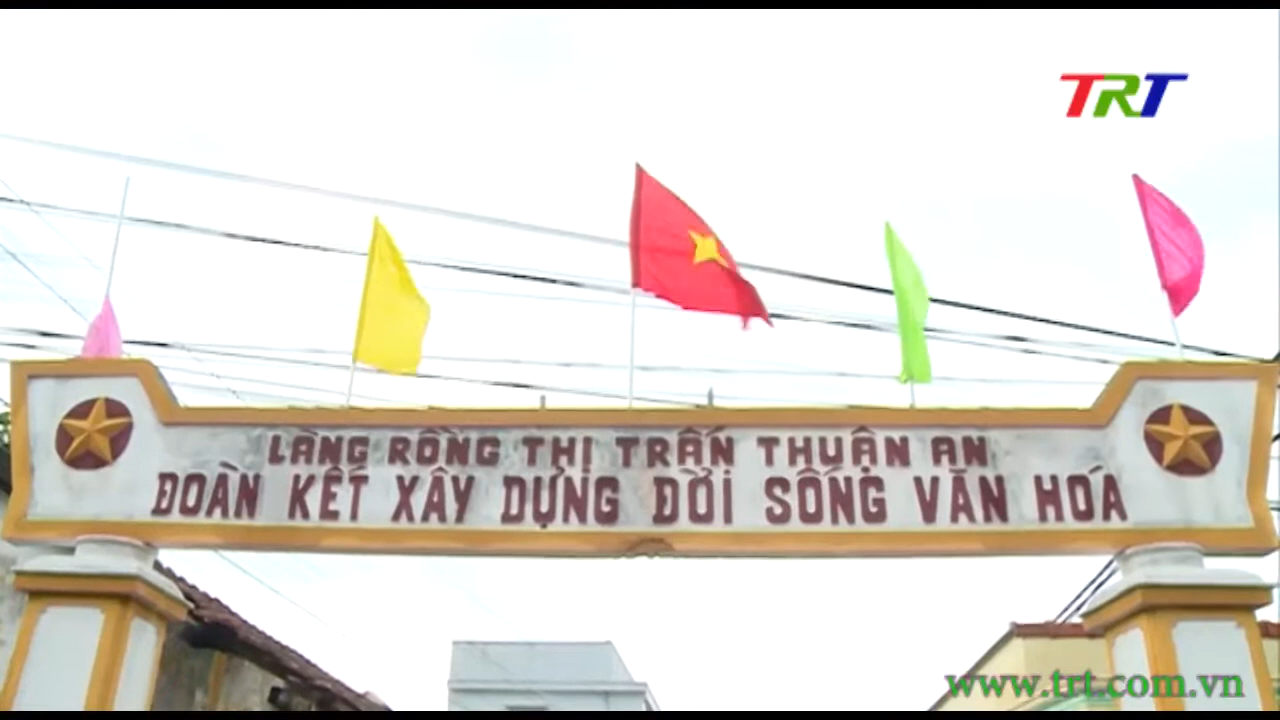 TRT
LÀNG RỒNG THỊ TRẤN THUẬN AN
ĐOÀN KẾT XÂY DỰNG ĐỜI SỐNG VĂN HÓA
www.trt.com.vn